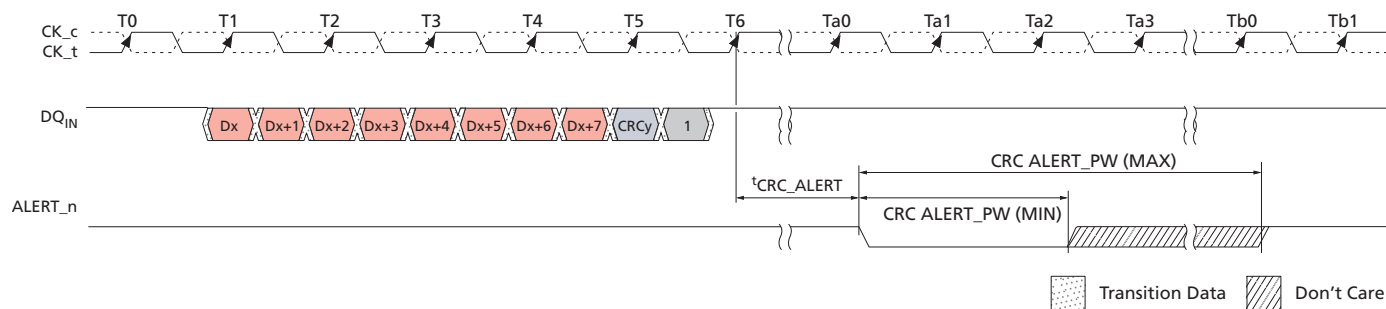 T0 T1 T2 T3 T4 T5 T6 Ta0 Ta1 Ta2 Ta3 Tb0 Tb1
CK_c
CK_t
DQIN
Dx Dx+1 Dx+2 Dx+3 Dx+4 Dx+5 Dx+6 Dx+7 CRCy 1
CRC ALERT_PW (MAX)
tCRC_ALERT
CRC ALERT_PW (MIN)
ALERT_n
Transition Data Don't Care